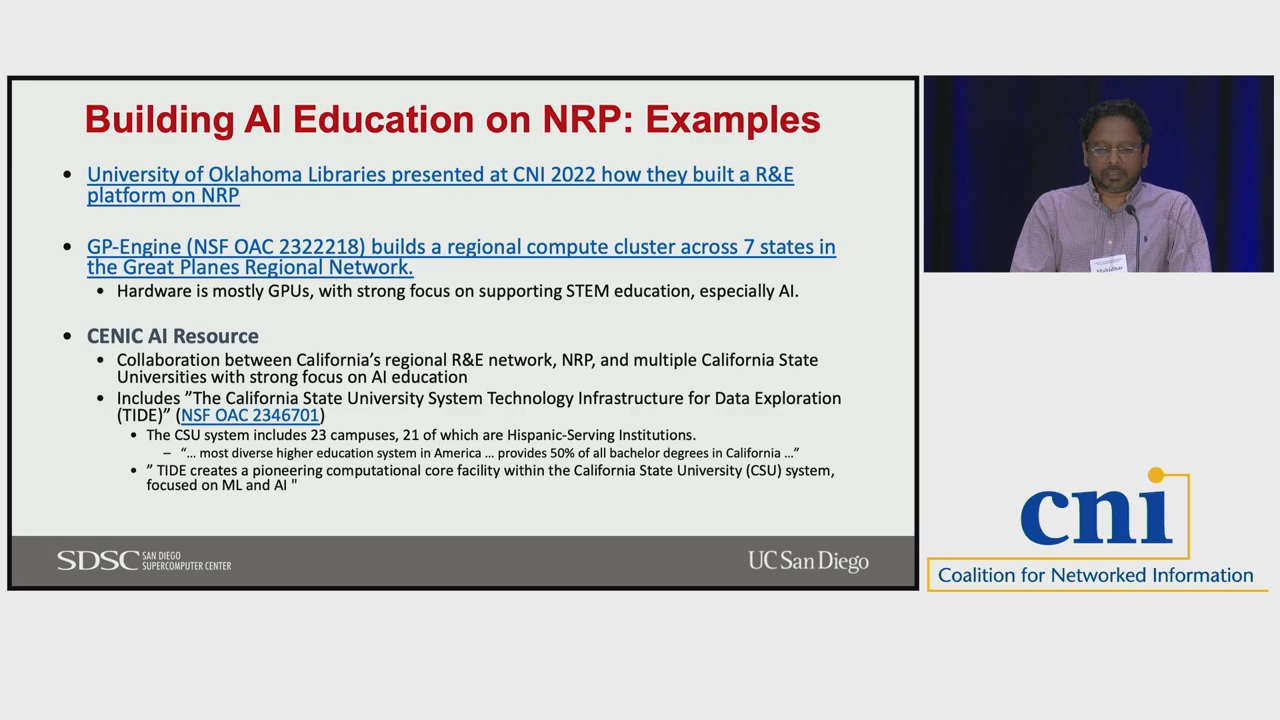 Building AI Education on NRP: Examples
• University of Oklahoma Libraries presented at CNI 2022 how they built a R&E
platform on NRP
• GP-Engine (NSF OAC 2322218) builds a regional compute cluster across 7 states in
the Great Planes Regional Network.
• Hardware is mostly GPUs, with strong focus on supporting STEM education, especially AI.
• CENIC AI Resource
• Collaboration between California’s regional R&E network, NRP, and multiple California State
Universities with strong focus on AI education
• Includes ”The California State University System Technology Infrastructure for Data Exploration
(TIDE)” (NSF OAC 2346701)
• The CSU system includes 23 campuses, 21 of which are Hispanic-Serving Institutions.
– “… most diverse higher education system in America … provides 50% of all bachelor degrees in California …”
• ” TIDE creates a pioneering computational core facility within the California State University (CSU) system,
focused on ML and AI "
SDSC SAN DIEGO
SUPERCOMPUTER CENTER
UC San Diego
Mahidhar
cni
Coalition for Networked Information